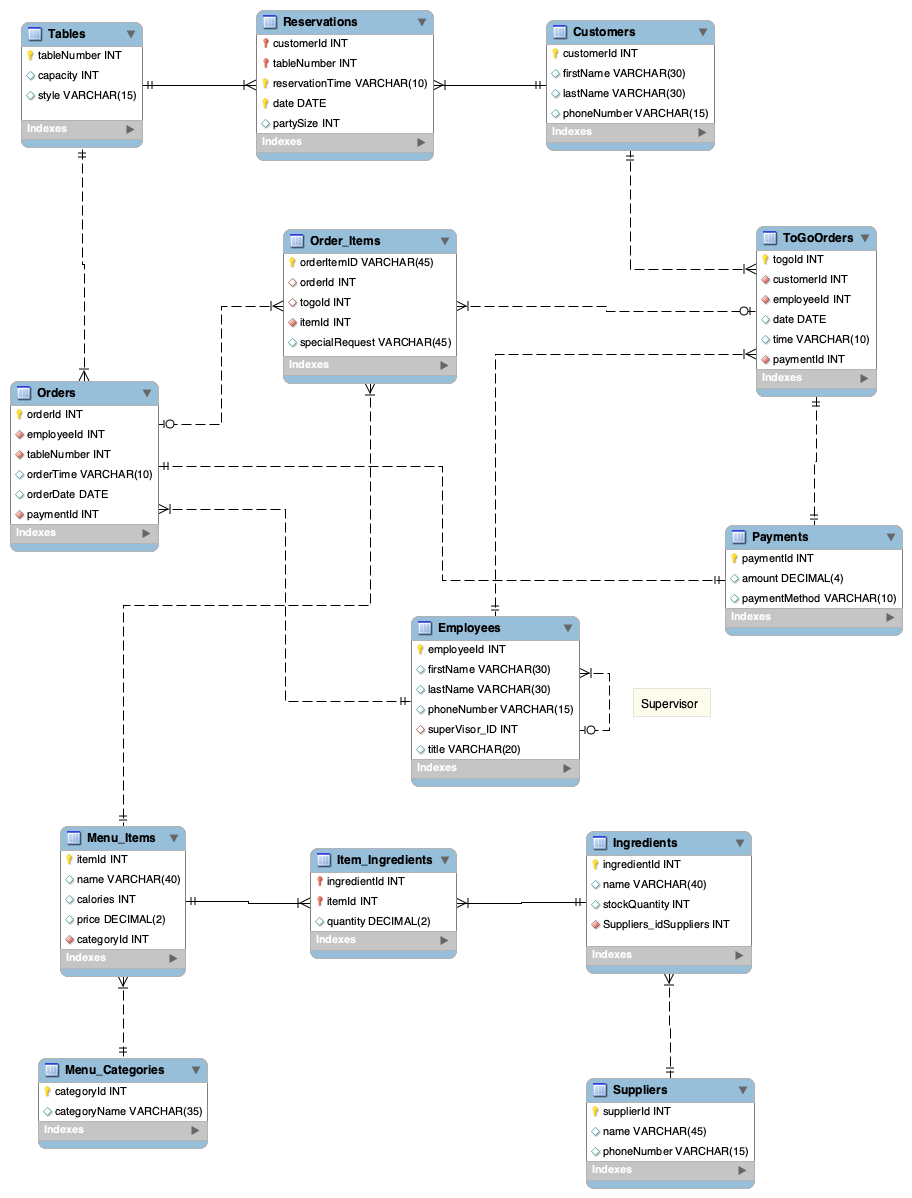 Tables
tableNumber INT
capacity INT
style VARCHAR(15)
Indexes
Reservations
customerId INT
tableNumber INT
reservationTime VARCHAR(10)
date DATE
partySize INT
Indexes
Customers
customerId INT
firstName VARCHAR(30)
lastName VARCHAR(30)
phoneNumber VARCHAR(15)
Indexes
Order_Items
orderItemID VARCHAR(45)
orderId INT
togoId INT
itemId INT
specialRequest VARCHAR(45)
Indexes
ToGoOrders
togoId INT
customerId INT
employeeId INT
date DATE
time VARCHAR(10)
paymentId INT
Indexes
Orders
orderId INT
employeeId INT
tableNumber INT
orderTime VARCHAR(10)
orderDate DATE
paymentId INT
Indexes
Payments
paymentId INT
amount DECIMAL(4)
paymentMethod VARCHAR(10)
Indexes
Employees
employeeId INT
firstName VARCHAR(30)
lastName VARCHAR(30)
phoneNumber VARCHAR(15)
superVisor_ID INT
title VARCHAR(20)
Indexes
Supervisor
Menu_Items
itemId INT
name VARCHAR(40)
calories INT
price DECIMAL(2)
categoryId INT
Indexes
Item_Ingredients
ingredientId INT
itemId INT
quantity DECIMAL(2)
Indexes
Ingredients
ingredientId INT
name VARCHAR(40)
stockQuantity INT
Suppliers_idSuppliers INT
Indexes
Menu_Categories
categoryId INT
categoryName VARCHAR(35)
Indexes
Suppliers
supplierId INT
name VARCHAR(45)
phoneNumber VARCHAR(15)
Indexes